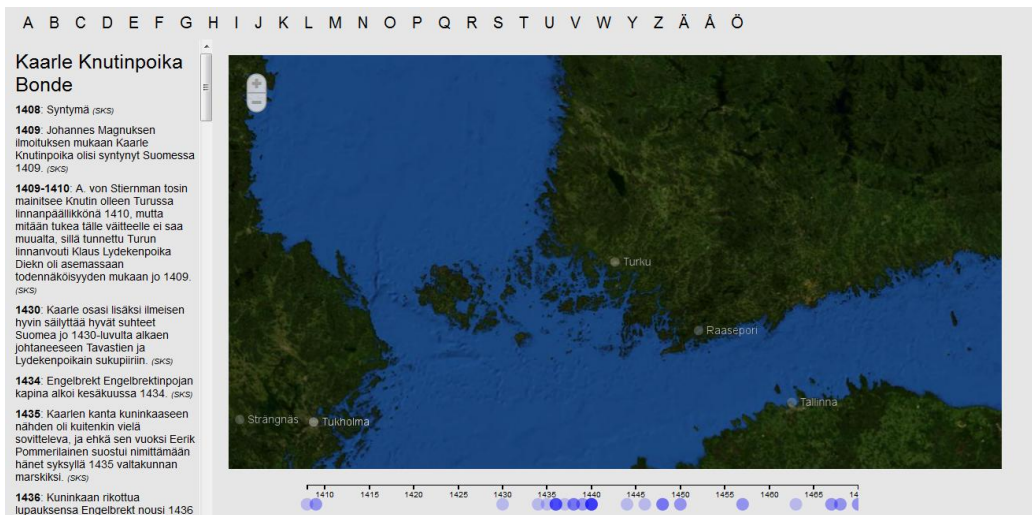 A B C D E F G H I J K L M N O P Q R S T U V W Y Z Ä Å Ö
Kaarle Knutinpoika
Bonde
1408: Syntymä (SKS)
1409: Johannes Magnuksen
ilmoituksen mukaan Kaarle
Knutinpoika olisi syntynyt Suomessa
1409. (SKS)
1409-1410: A. von Stiernman tosin
mainitsee Knutin olleen Turussa
linnanpäällikkönä 1410, mutta
mitään tukea tälle väitteelle ei saa
muualta, sillä tunnettu Turun
linnanvouti Klaus Lydekenpoika
Diekn oli asemassaan
todennäköisyyden mukaan jo 1409.
(SKS)
1430: Kaarle osasi lisäksi ilmeisen
hyvin säilyttää hyvät suhteet
Suomea jo 1430-luvulta alkaen
johtaneeseen Tavastien ja
Lydekenpoikain sukupiiriin. (SKS)
1434: Engelbrekt Engelbrektinpojan
kapina alkoi kesäkuussa 1434. (SKS)
1435: Kaarlen kanta kuninkaaseen
nähden oli kuitenkin vielä
sovitteleva, ja ehkä sen vuoksi Eerik
Pommerilainen suostui nimittämään
hänet syksyllä 1435 valtakunnan
marskiksi. (SKS)
1436: Kuninkaan rikottua
lupauksensa Engelbrekt nousi 1436
+
−
Turku
Raasepori
Tallinna
Strängnäs
Tukholma
1410 1415 1420 1425 1430 1435 1440 1445 1450 1455 1460 1465 14